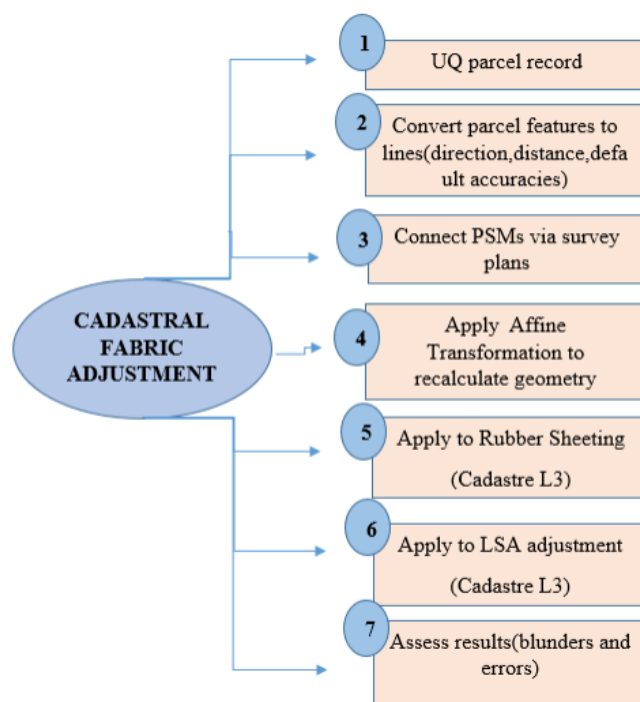 1
UQ parcel record
2
Convert parcel features to
lines(direction,distance,defa
ult accuracies)
3
Connect PSMs via survey
plans
CADASTRAL
FABRIC
ADJUSTMENT
4
Apply Affine
Transformation to
recalculate geometry
5
Apply to Rubber Sheeting
(Cadastre L3)
6
Apply to LSA adjustment
(Cadastre L3)
7
Assess results(blunders and
errors)